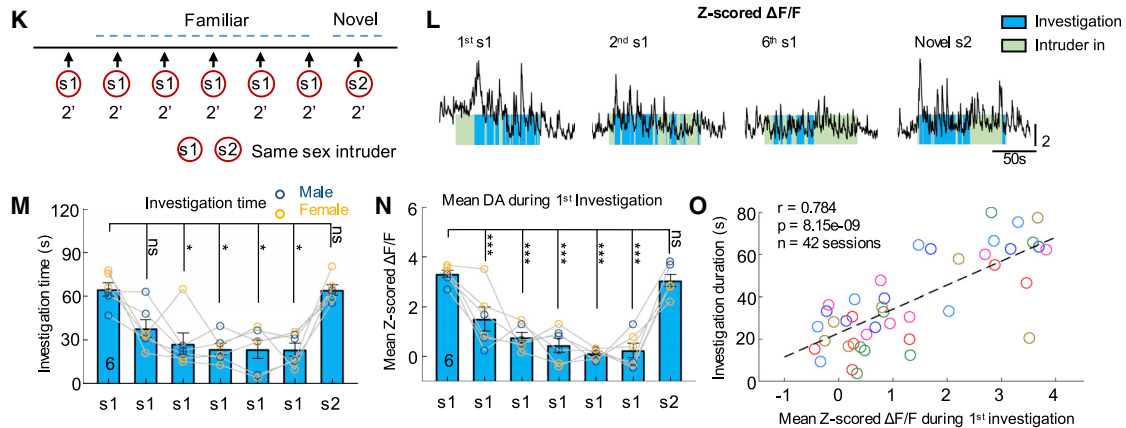 K
Familiar
Novel
s1 s1 s1 s1 s1 s1 s2
2' 2' 2' 2' 2' 2' 2'
s1 s2 Same sex intruder
L
Z-scored ΔF/F
1st s1
2nd s1
6th s1
Novel s2
Investigation
Intruder in
2
50s
M
Investigation time
Male
Female
Investigation time (s)
120
90
60
30
0
ns * * * * ns
6
s1 s1 s1 s1 s1 s1 s2
N
Mean DA during 1st Investigation
Mean Z-scored ΔF/F
6
4
2
0
*** *** *** *** *** ns
6
s1 s1 s1 s1 s1 s1 s2
O
r = 0.784
p = 8.15e-09
n = 42 sessions
Investigation duration (s)
80
60
40
20
0
-1 0 1 2 3 4
Mean Z-scored ΔF/F during 1st investigation